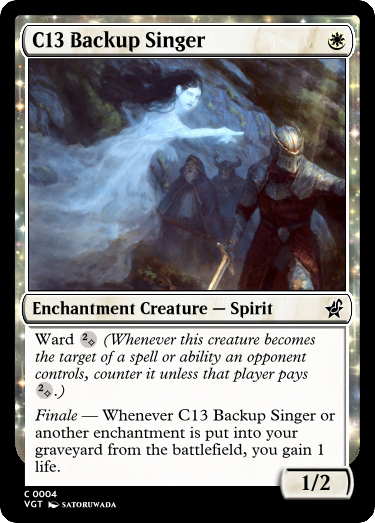 C13 Backup Singer
Enchantment Creature — Spirit
Ward 2 (Whenever this creature becomes
the target of a spell or ability an opponent
controls, counter it unless that player pays
2.)
Finale — Whenever C13 Backup Singer or
another enchantment is put into your
graveyard from the battlefield, you gain 1
life.
1/2
C 0004
VGT SATORUWADA